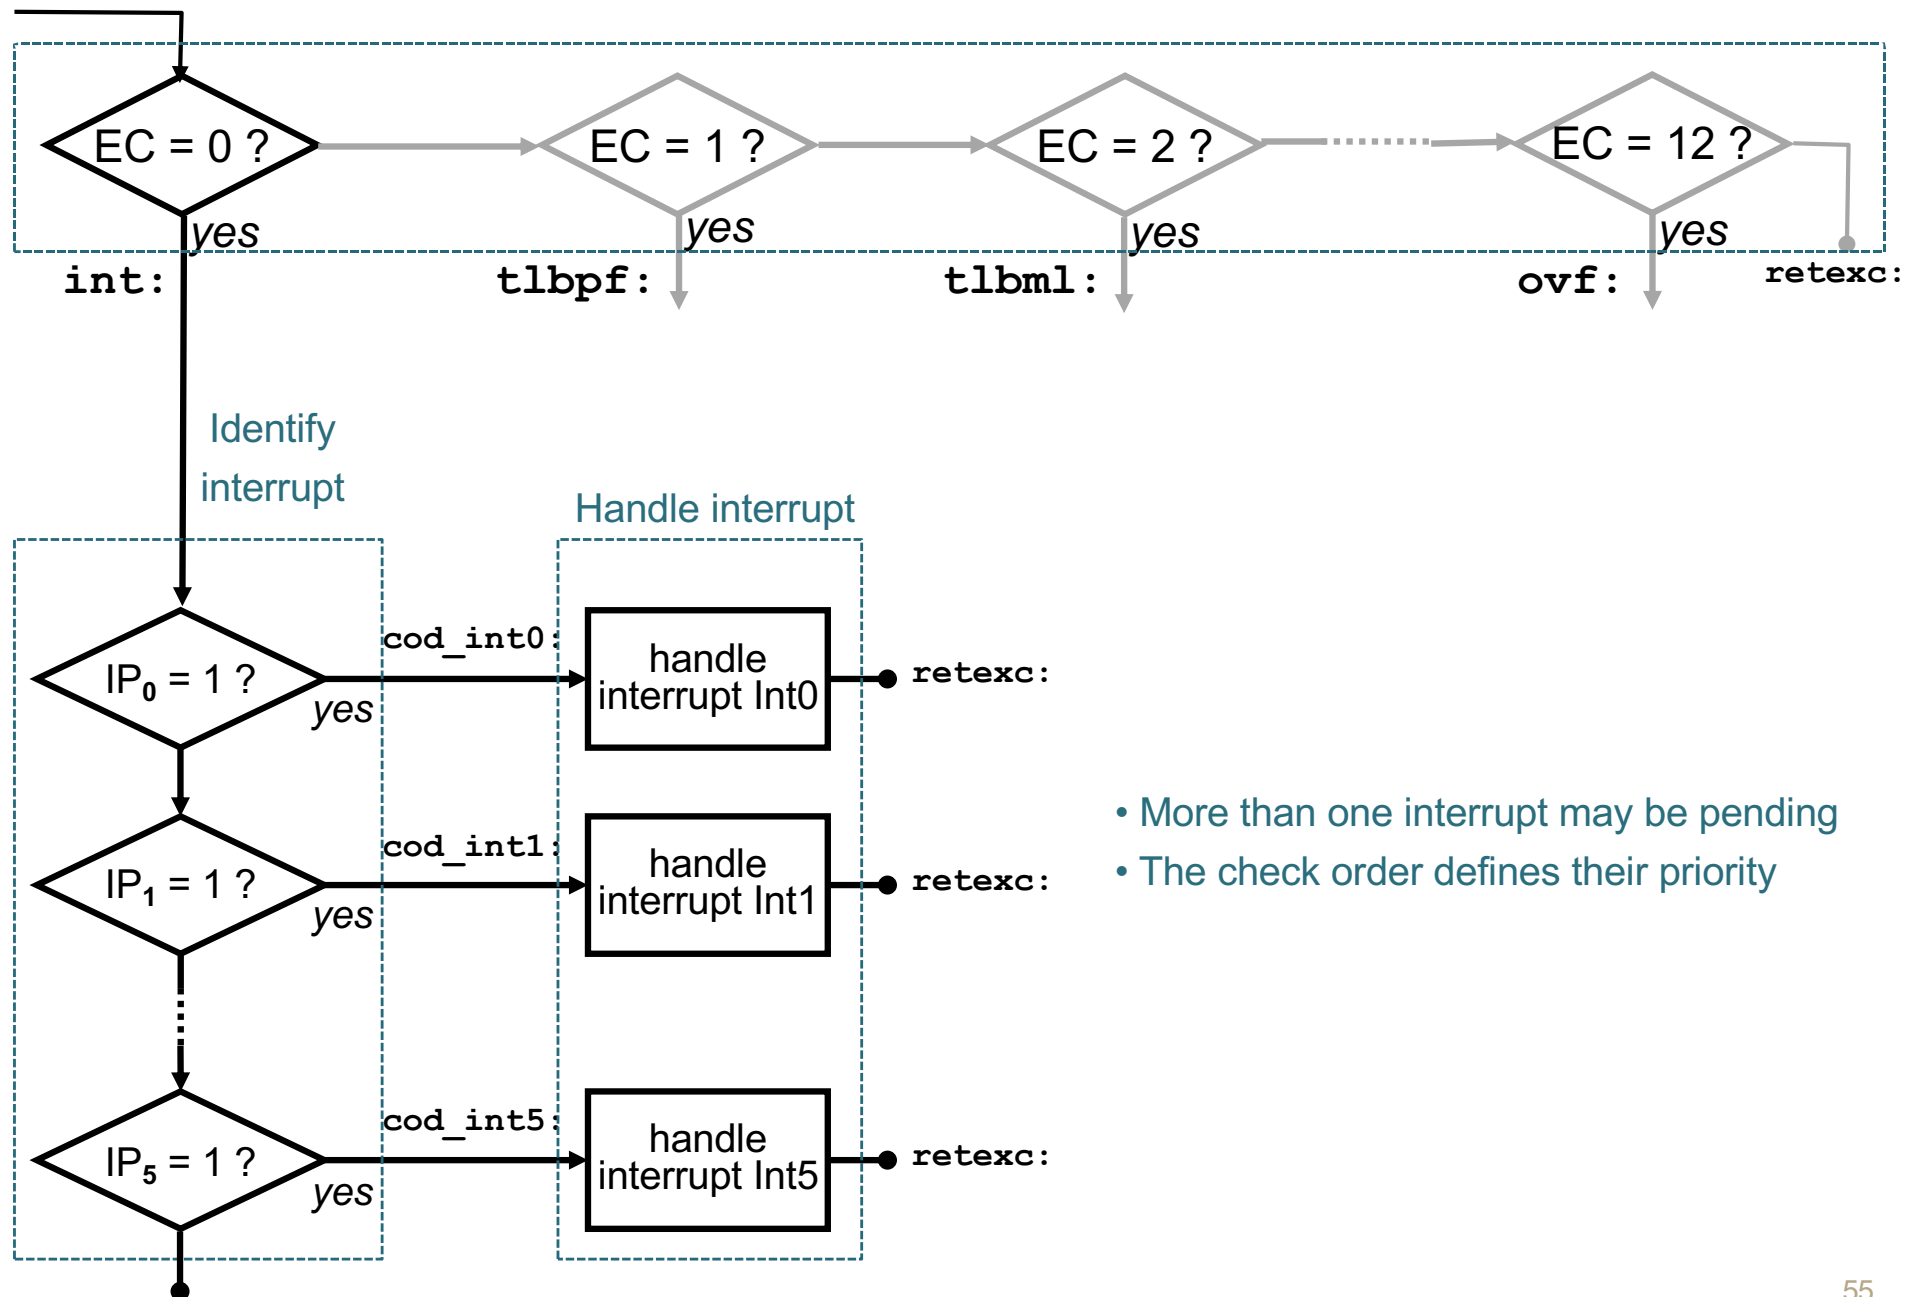 EC = 0 ?
EC = 1 ?
EC = 2 ?
EC = 12 ?
yes
yes
yes
yes
int:
tlbpf:
tlbml:
ovf:
retexc:
Identify
interrupt
Handle interrupt
IP₀ = 1 ?
yes
cod_int0:
handle
interrupt Int0
retexc:
IP₁ = 1 ?
yes
cod_int1:
handle
interrupt Int1
retexc:
• More than one interrupt may be pending
• The check order defines their priority
IP₅ = 1 ?
yes
cod_int5:
handle
interrupt Int5
retexc:
55